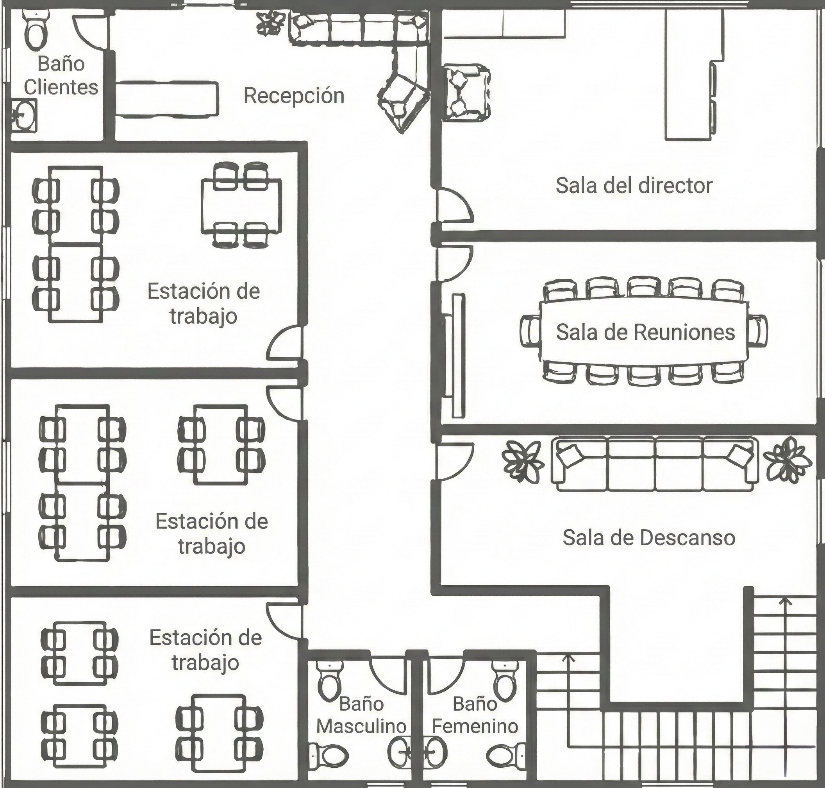 Baño
Clientes
Recepción
Sala del director
Estación de
trabajo
Sala de Reuniones
Estación de
trabajo
Sala de Descanso
Estación de
trabajo
Baño
Masculino
Baño
Femenino